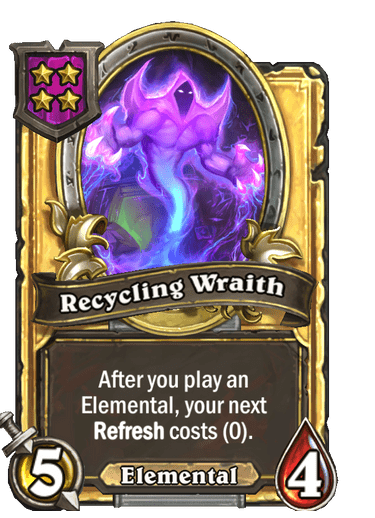 Recycling Wraith
After you play an
Elemental, your next
Refresh costs (0).
5
Elemental
4